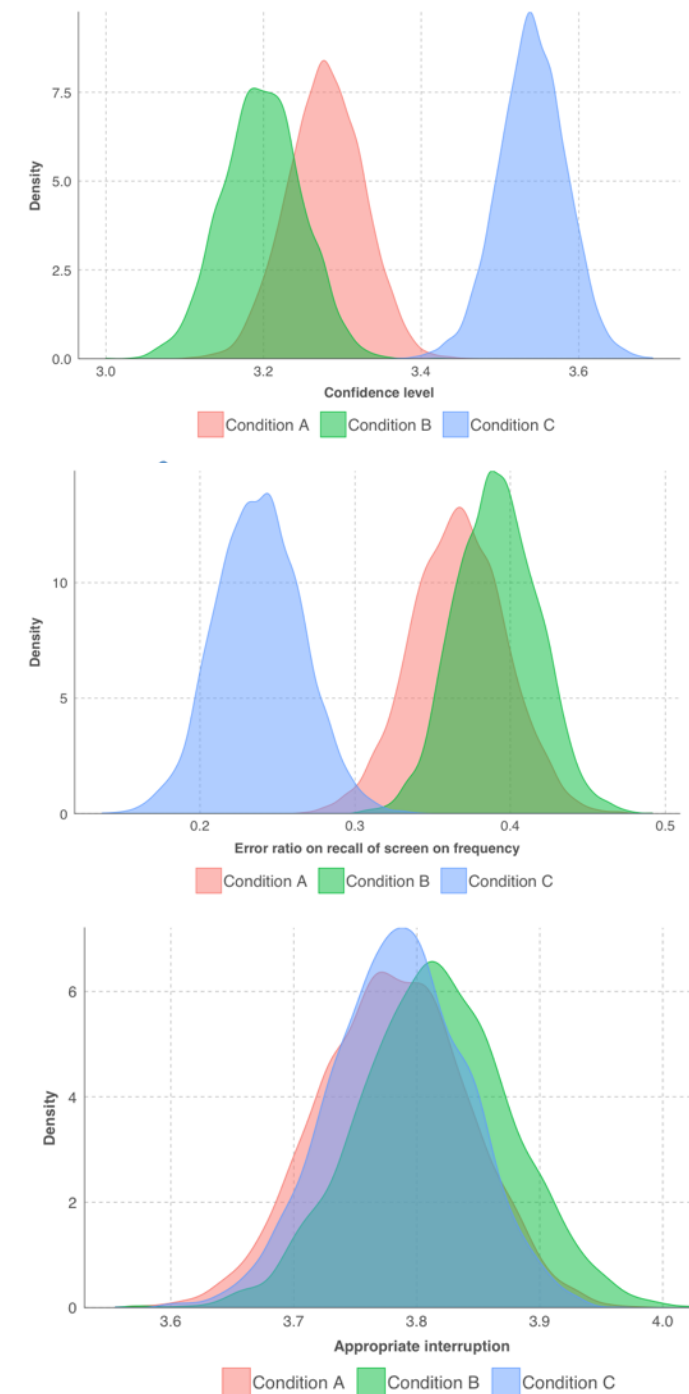 Density
7.5
5.0
2.5
0.0
3.0 3.2 3.4 3.6
Confidence level
Condition A Condition B Condition C
Density
10
5
0
0.2 0.3 0.4 0.5
Error ratio on recall of screen on frequency
Condition A Condition B Condition C
Density
6
4
2
0
3.6 3.7 3.8 3.9 4.0
Appropriate interruption
Condition A Condition B Condition C